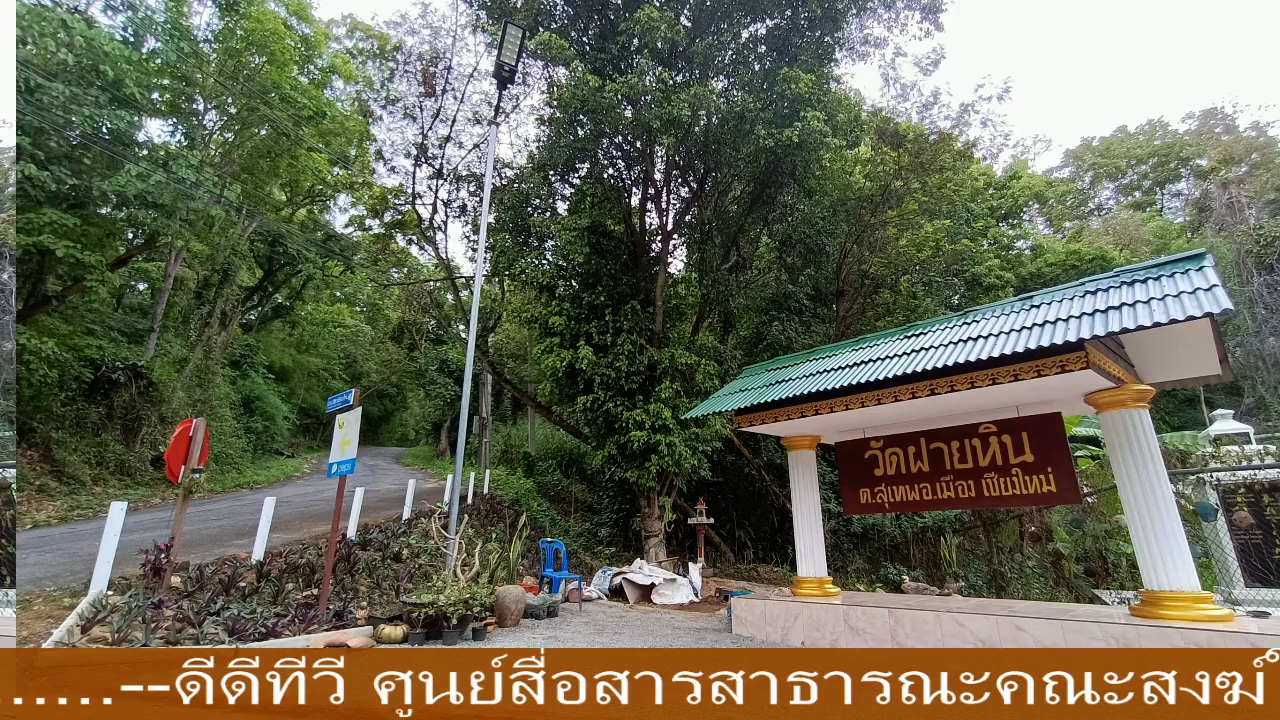 วัดฝายหิน
ต.สุเทพอ.เมือง เชียงใหม่
pepsi
......--ดีดีทีวี ศูนย์สื่อสารสาธารณะคณะสงฆ์ใ